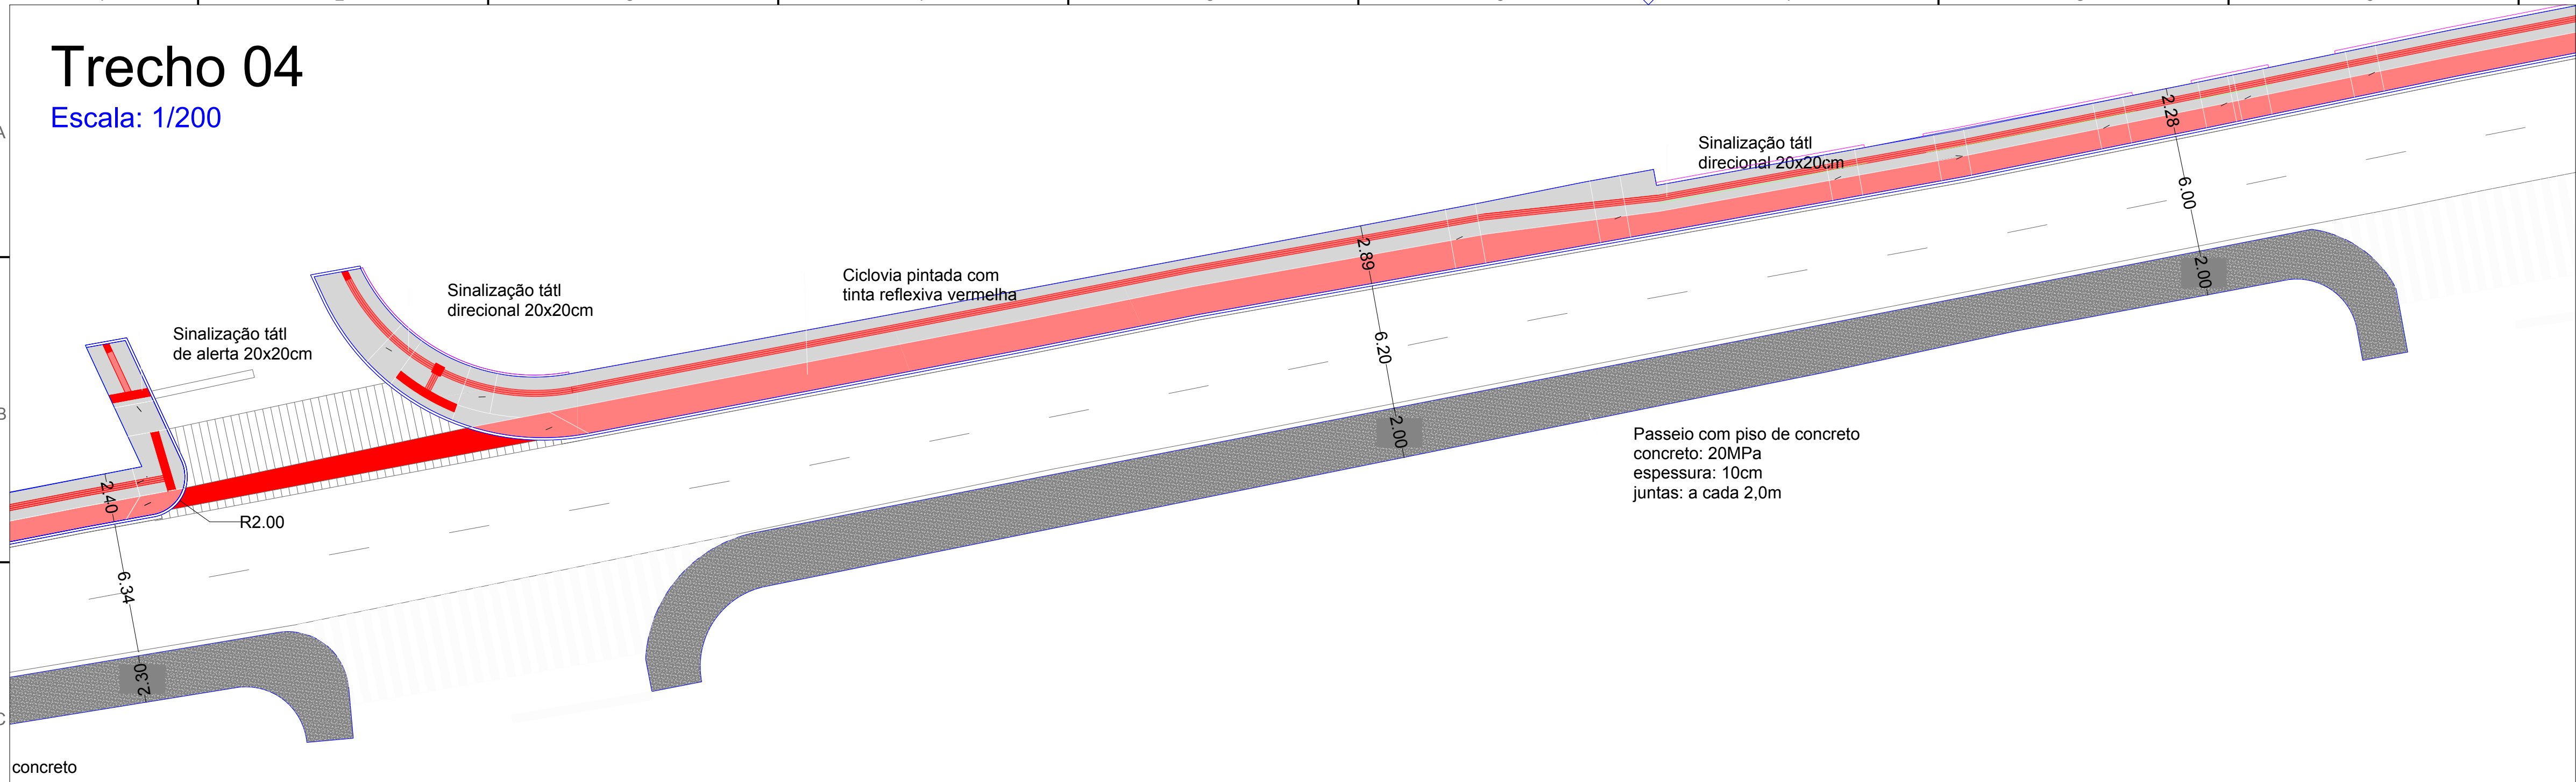 Trecho 04
Escala: 1/200
A
Sinalização tátl
direcional 20x20cm
2.28
6.00
2.00
Ciclovia pintada com
tinta reflexiva vermelha
2.89
6.20
2.00
Sinalização tátl
direcional 20x20cm
Sinalização tátl
de alerta 20x20cm
B
Passeio com piso de concreto
concreto: 20MPa
espessura: 10cm
juntas: a cada 2,0m
2.40
R2.00
6.34
2.30
C
concreto